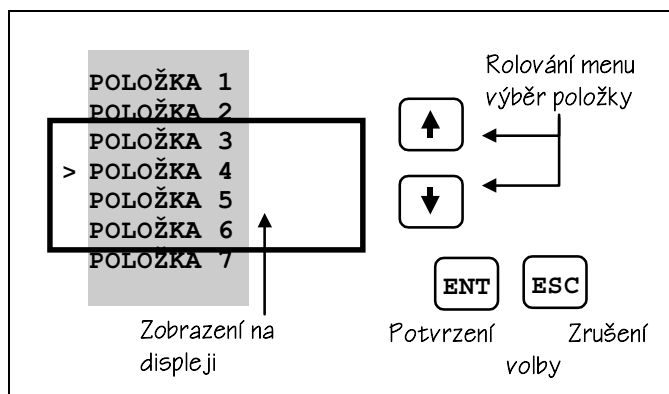 POLOŽKA 1
POLOŽKA 2
POLOŽKA 3
> POLOŽKA 4
POLOŽKA 5
POLOŽKA 6
POLOŽKA 7
Zobrazení na
displeji
Rolování menu
výběr položky
ENT ESC
Potvrzení Zrušení
volby